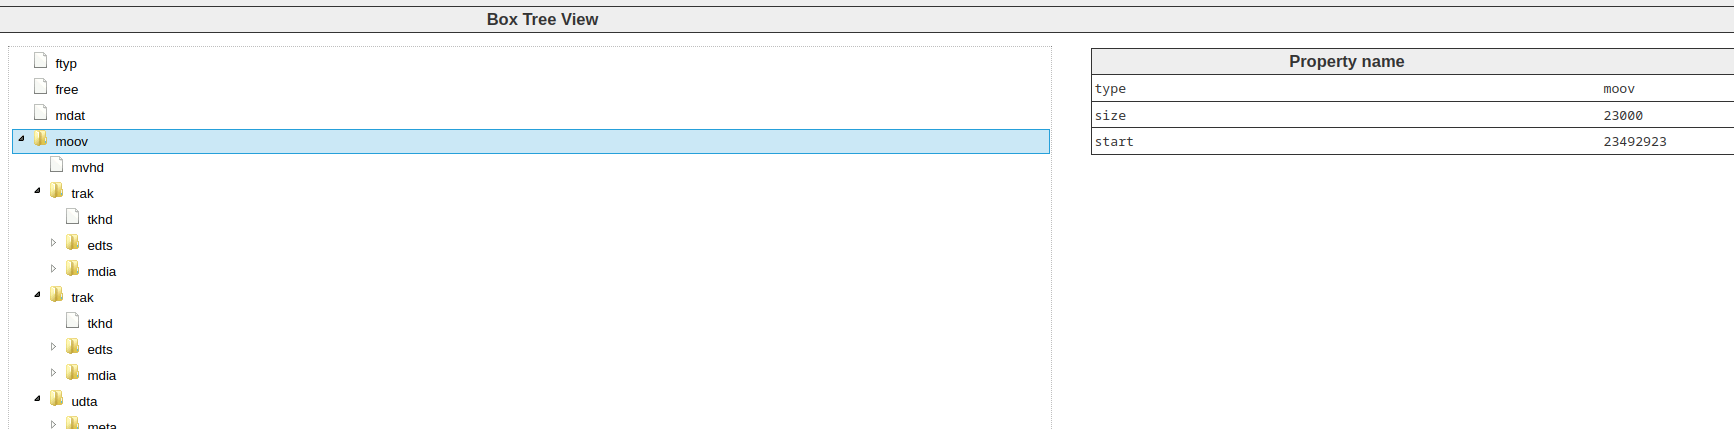 Box Tree View
ftyp
free
mdat
moov
mvhd
trak
tkhd
edts
mdia
trak
tkhd
edts
mdia
udta
meta
Property name
type moov
size 23000
start 23492923